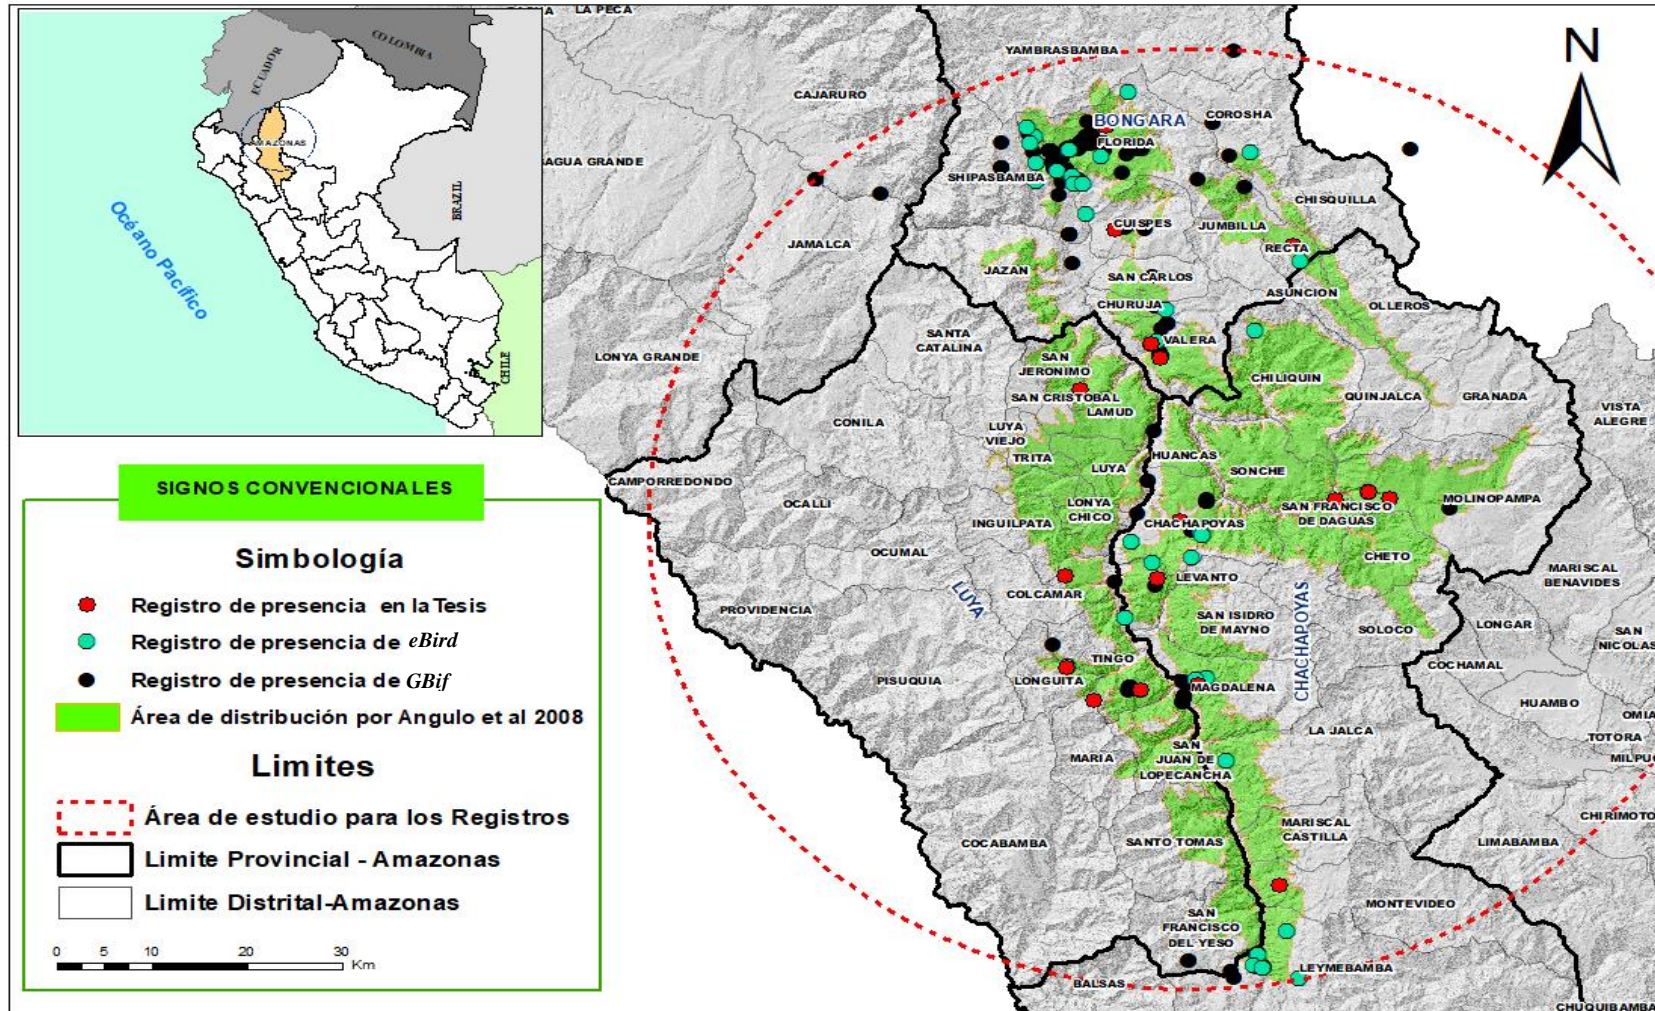 LA PECA
COLOMBIA
ECUADOR
AMAZONAS
BRAZIL
CHILE
Océano Pacífico
N
YAMBRASBAMBA
CAJARURO
COROSHA
BONGARA
FLORIDA
AGUA GRANDE
SHIPASBAMBA
CHISQUILLA
CUISPES
JUMBILLA
JAMALCA
RECTA
JAZAN
SAN CARLOS
ASUNCION
OLLEROS
CHURUJA
SANTA
CATALINA
VALERA
LONYA GRANDE
SAN
JERONIMO
CHILIQUIN
SAN CRISTOBAL
QUINJALCA
GRANADA
LAMUD
VISTA
ALEGRE
CONILA
LUYA
VIEJO
TRITA
HUANCAS
LUYA
SONCHE
CAMPORREDONDO
OCALLI
LONYA
CHICO
MOLINOPAMPA
SAN FRANCISCO
DE DAGUAS
INGUILPATA
CHACHAPOYAS
OCUMAL
CHETO
MARISCAL
BENAVIDES
LEVANTO
COLCAMAR
LUYA
PROVIDENCIA
SAN ISIDRO
DE MAYNO
CHACHAPOYAS
SOLOCO
LONGAR
SAN
NICOLAS
TINGO
COCHAMAL
LONGUITA
PISUQUIA
MAGDALENA
HUAMBO
OMIA
LA JALCA
TOTORA
SAN
JUAN DE
LOPECANCHA
MARIA
MILPUC
MARISCAL
CASTILLA
CHIRIMOTO
COCABAMBA
SANTO TOMAS
LIMABAMBA
MONTEVIDEO
SAN
FRANCISCO
DEL YESO
LEYMEBAMBA
BALSAS
CHUQUIBAMBA
SIGNOS CONVENCIONALES
Simbología
Registro de presencia en la Tesis
Registro de presencia de eBird
Registro de presencia de GBif
Área de distribución por Angulo et al 2008
Limites
Área de estudio para los Registros
Limite Provincial - Amazonas
Limite Distrital-Amazonas
0 5 10 20 30
Km